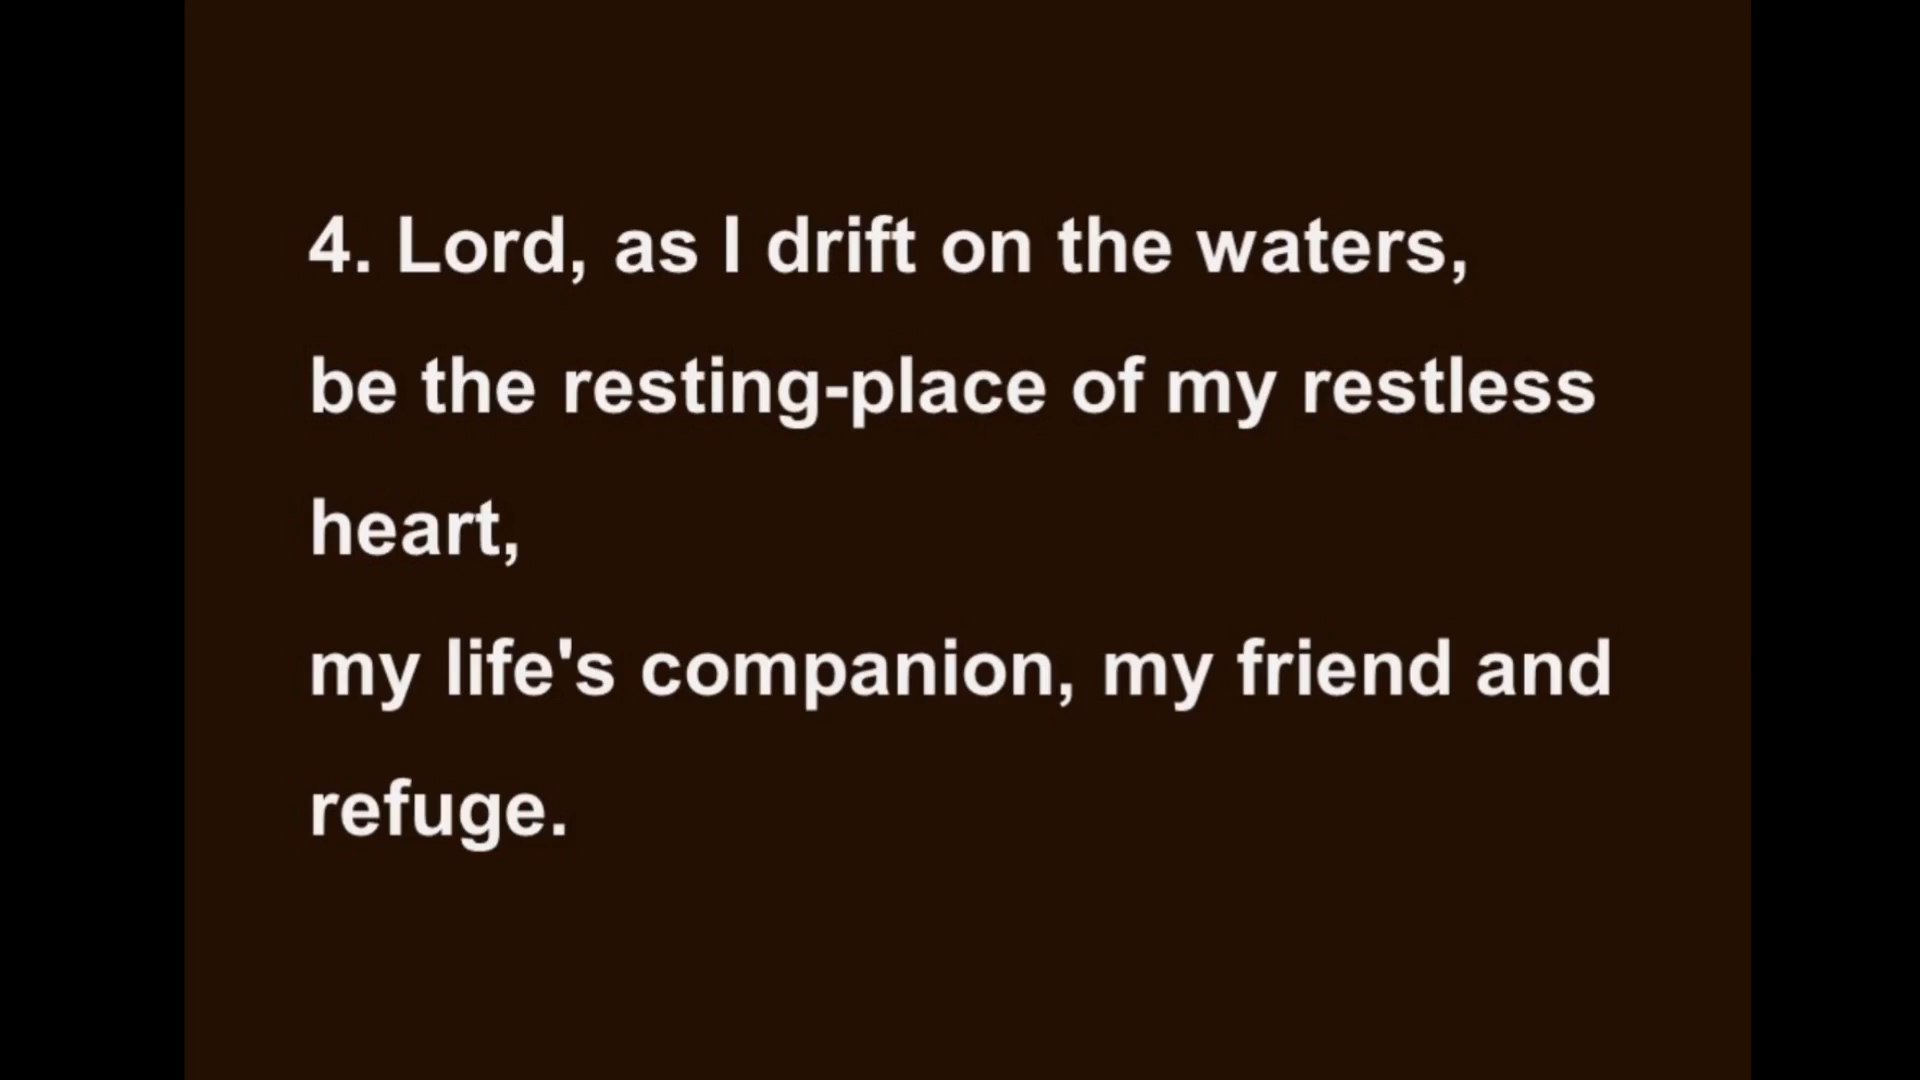 4. Lord, as I drift on the waters,
be the resting-place of my restless
heart,
my life's companion, my friend and
refuge.